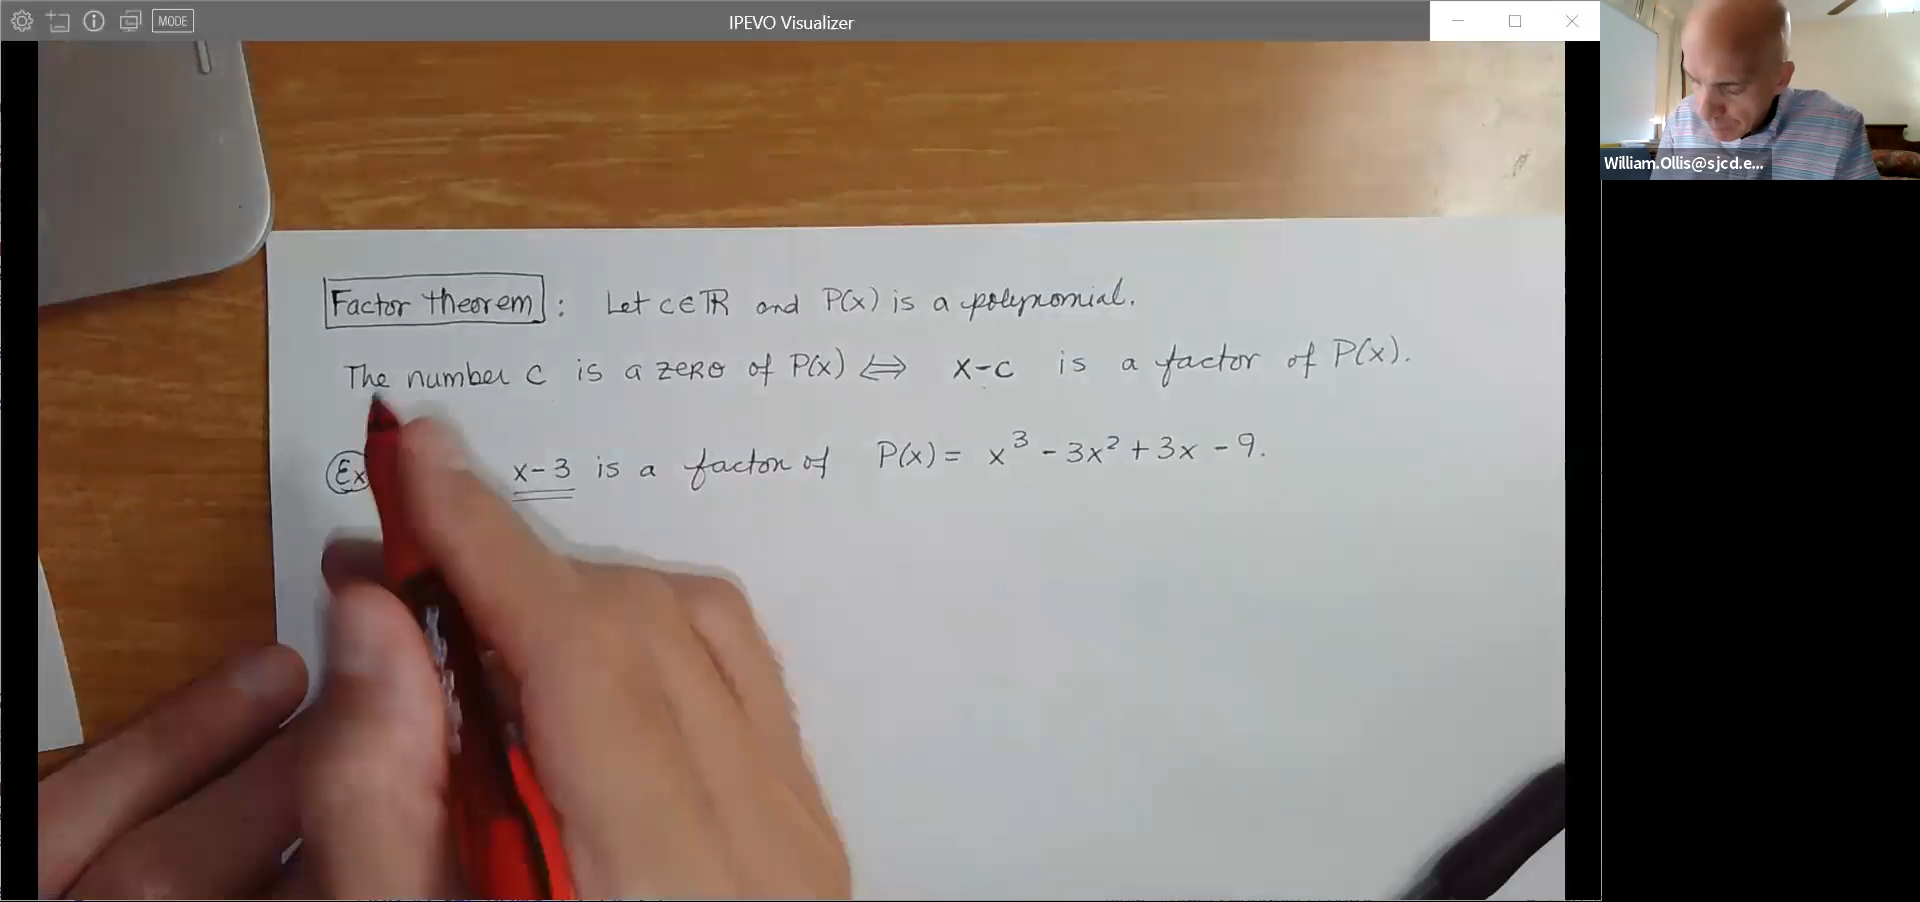 MODE
IPEVO Visualizer
William.Ollis@sjcd.e...
Factor Theorem : Let c∈ℝ and P(x) is a polynomial.
The number c is a zero of P(x) ⟺ x-c is a factor of P(x).
Ex x-3 is a factor of P(x) = x³ - 3x² + 3x - 9.